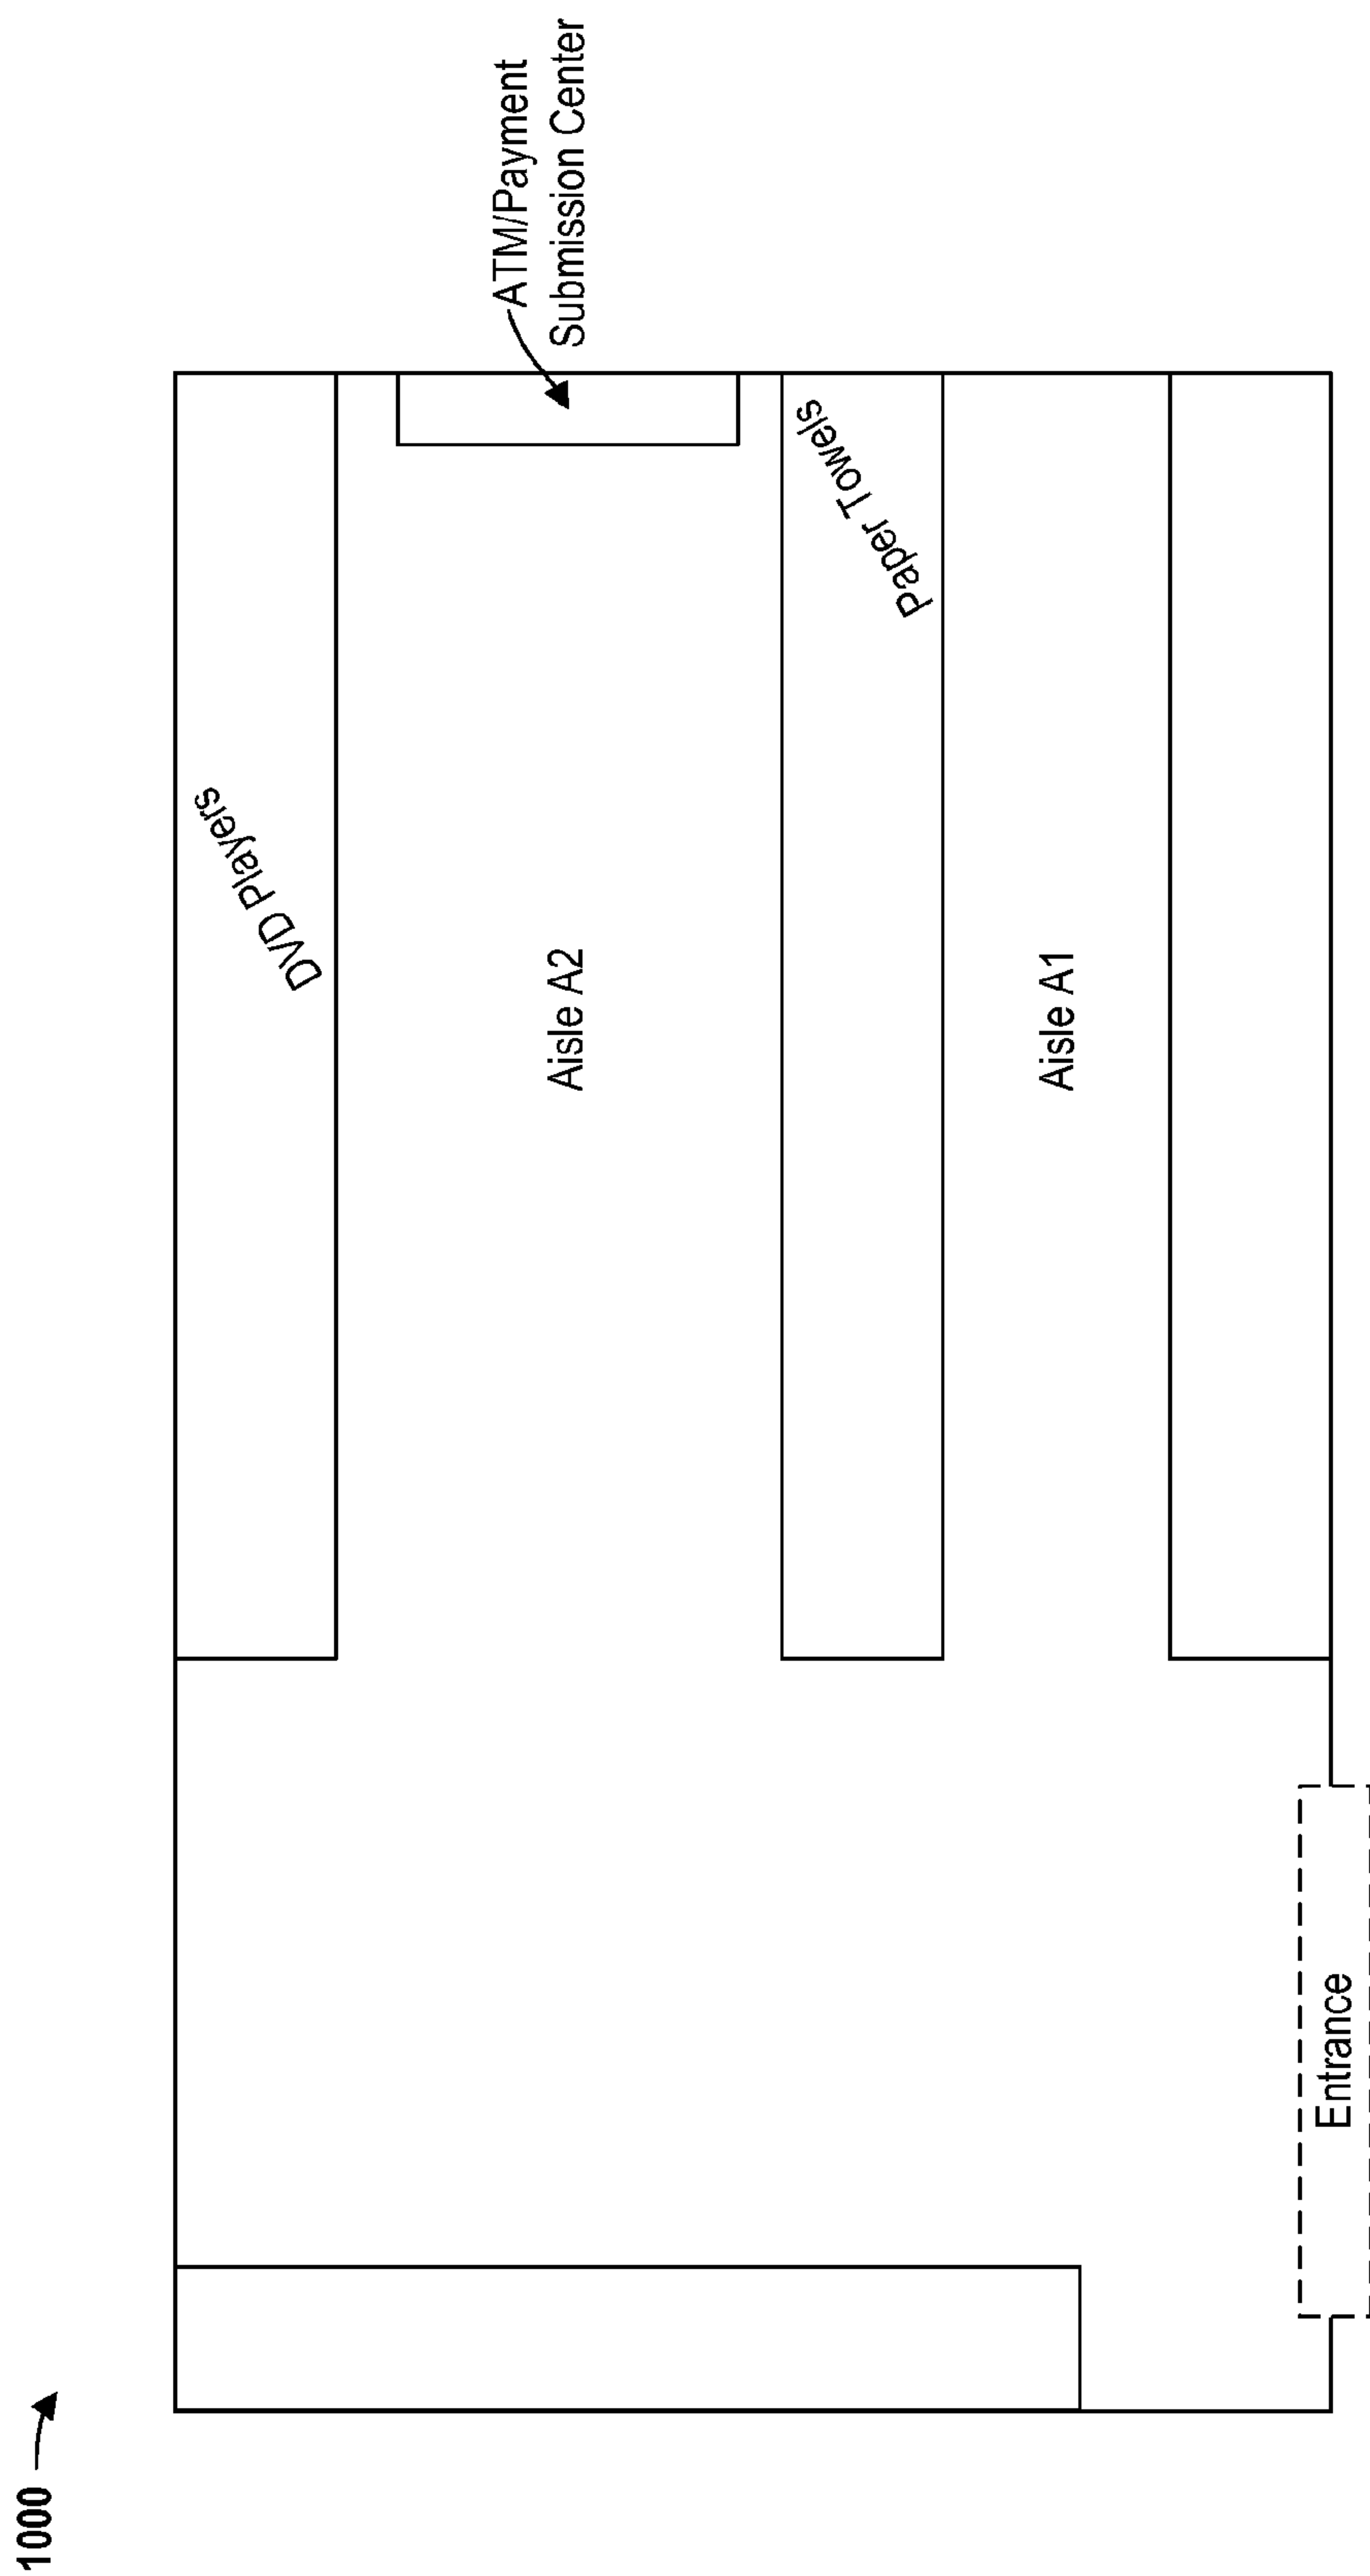 1000
DVD Players
ATM/Payment
Submission Center
Aisle A2
Paper Towels
Aisle A1
Entrance